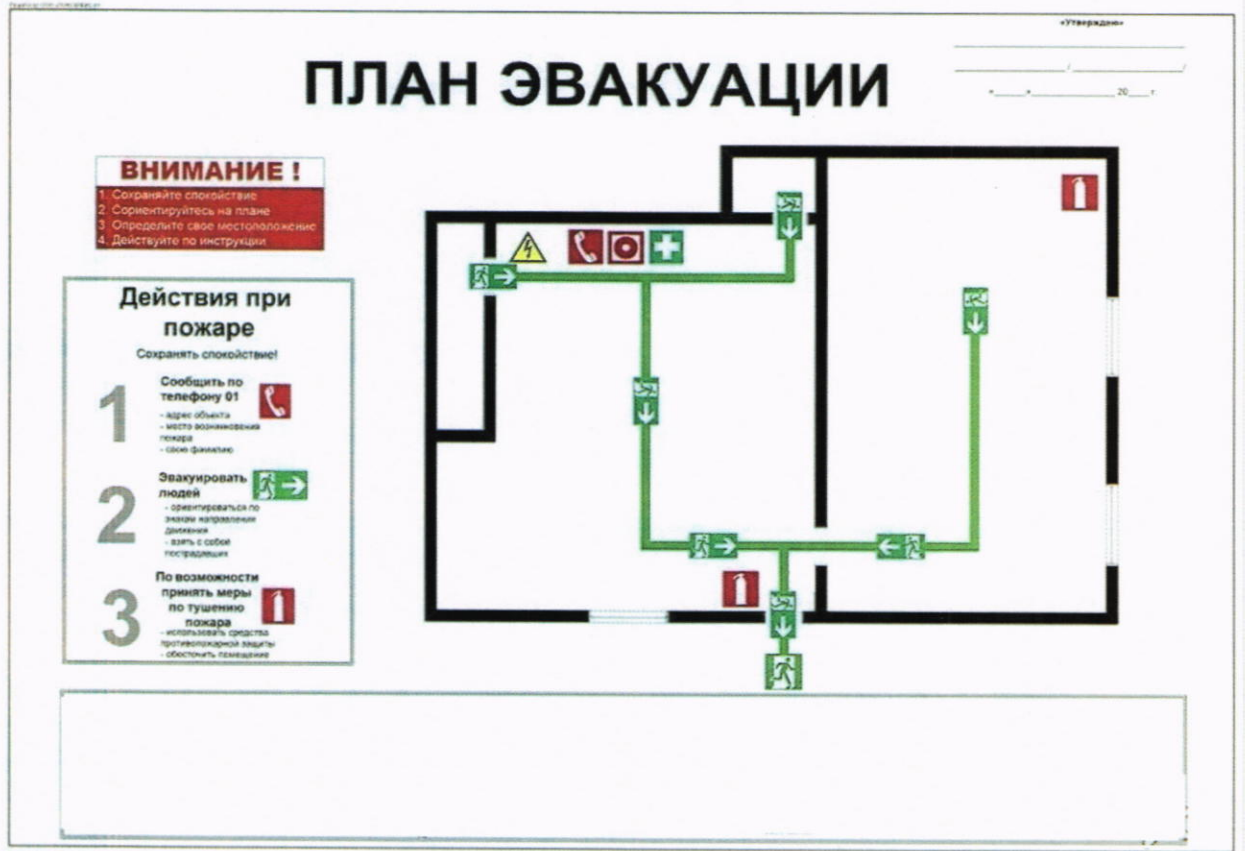 «Утверждаю»
/ /
«___»__________ 20___ г.
ПЛАН ЭВАКУАЦИИ
ВНИМАНИЕ !
1. Сохраняйте спокойствие
2. Сориентируйтесь на плане
3. Определите свое местоположение
4. Действуйте по инструкции
Действия при
пожаре
Сохранять спокойствие!
1
Сообщить по
телефону 01
- адрес объекта
- место возникновения
пожара
- свою фамилию
2
Эвакуировать
людей
- ориентироваться по
знакам направления
движения
- взять с собой
пострадавших
3
По возможности
принять меры
по тушению
пожара
- использовать средства
противопожарной защиты
- обесточить помещение